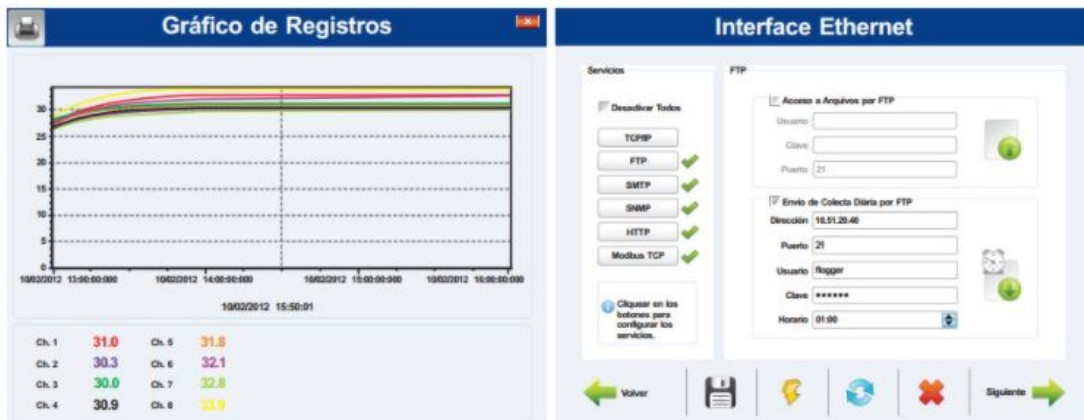 Gráfico de Registros
30
25
20
15
10
5
0
10/02/2012 13:00:00:000
10/02/2012 14:00:00:000
10/02/2012 15:00:00:000
10/02/2012 16:00:00:000
10/02/2012 15:50:01
Ch. 1 31.0 Ch. 5 31.8
Ch. 2 30.3 Ch. 6 32.1
Ch. 3 30.0 Ch. 7 32.8
Ch. 4 30.9 Ch. 8 33.9
Interface Ethernet
Servicios
Desactivar Todos
TCP/IP
FTP
SMTP
SNMP
HTTP
Modbus TCP
Cliquear en los
botones para
configurar los
servicios.
FTP
Acceso a Arquivos por FTP
Usuario
Clave
Puerto 21
Envio de Colecta Diária por FTP
Dirección 10.51.20.40
Puerto 21
Usuario flogger
Clave ******
Horario 01:00
Volver
Siguiente